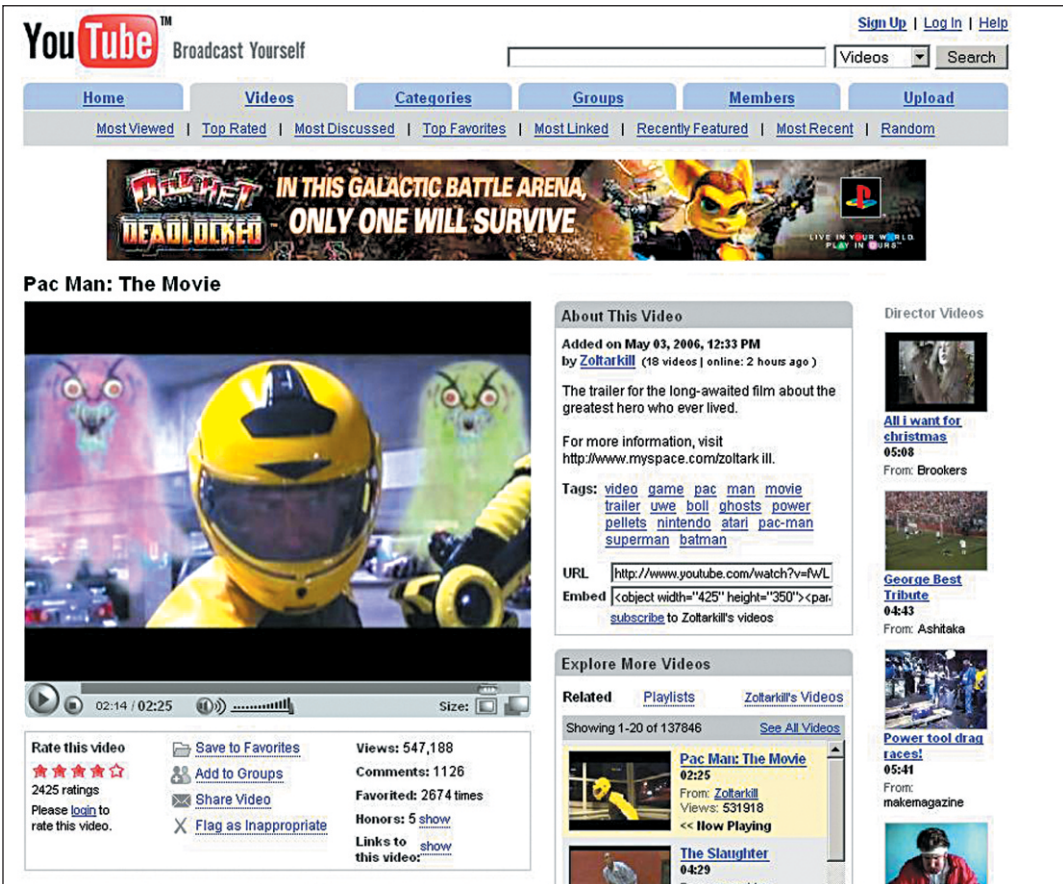 YouTube™
Broadcast Yourself
Sign Up | Log In | Help
Videos Search
Home Videos Categories Groups Members Upload
Most Viewed | Top Rated | Most Discussed | Top Favorites | Most Linked | Recently Featured | Most Recent | Random
RATCHET
DEADLOCKED
IN THIS GALACTIC BATTLE ARENA,
ONLY ONE WILL SURVIVE
LIVE IN YOUR WORLD.
PLAY IN OURS.
Pac Man: The Movie
02:14 / 02:25
Size:
Rate this video
2425 ratings
Please login to
rate this video.
Save to Favorites
Add to Groups
Share Video
Flag as Inappropriate
Views: 547,188
Comments: 1126
Favorited: 2674 times
Honors: 5 show
Links to
this video: show
About This Video
Added on May 03, 2006, 12:33 PM
by Zoltarkill (18 videos | online: 2 hours ago )
The trailer for the long-awaited film about the
greatest hero who ever lived.
For more information, visit
http://www.myspace.com/zoltark ill.
Tags: video game pac man movie
trailer uwe boll ghosts power
pellets nintendo atari pac-man
superman batman
URL http://www.youtube.com/watch?v=fWL
Embed <object width="425" height="350"><par
subscribe to Zoltarkill's videos
Explore More Videos
Related Playlists Zoltarkill's Videos
Showing 1-20 of 137846 See All Videos
Pac Man: The Movie
02:25
From: Zoltarkill
Views: 531918
<< Now Playing
The Slaughter
04:29
Director Videos
All i want for
christmas
05:08
From: Brookers
George Best
Tribute
04:43
From: Ashitaka
Power tool drag
races!
05:41
From:
makemagazine